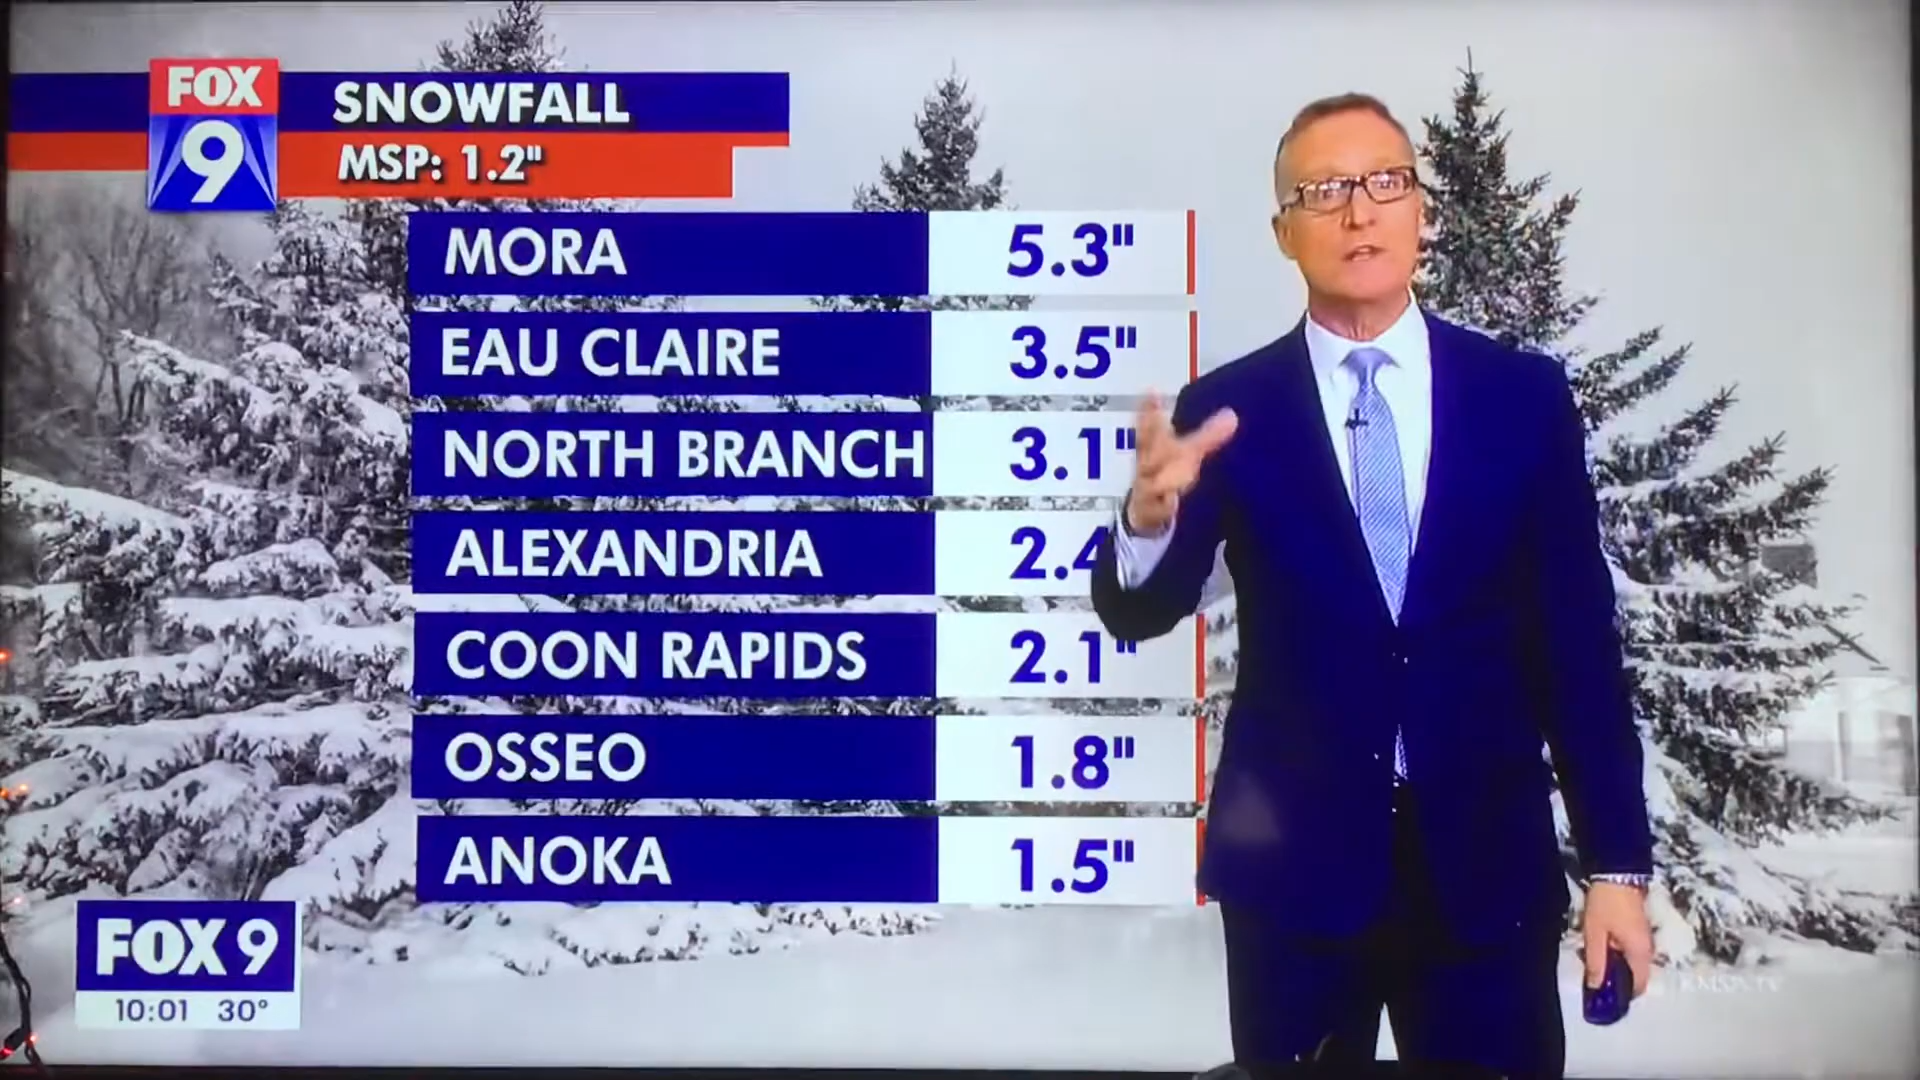 FOX
9
SNOWFALL
MSP: 1.2"
MORA 5.3"
EAU CLAIRE 3.5"
NORTH BRANCH 3.1"
ALEXANDRIA 2.4
COON RAPIDS 2.1"
OSSEO 1.8"
ANOKA 1.5"
FOX 9
10:01 30°